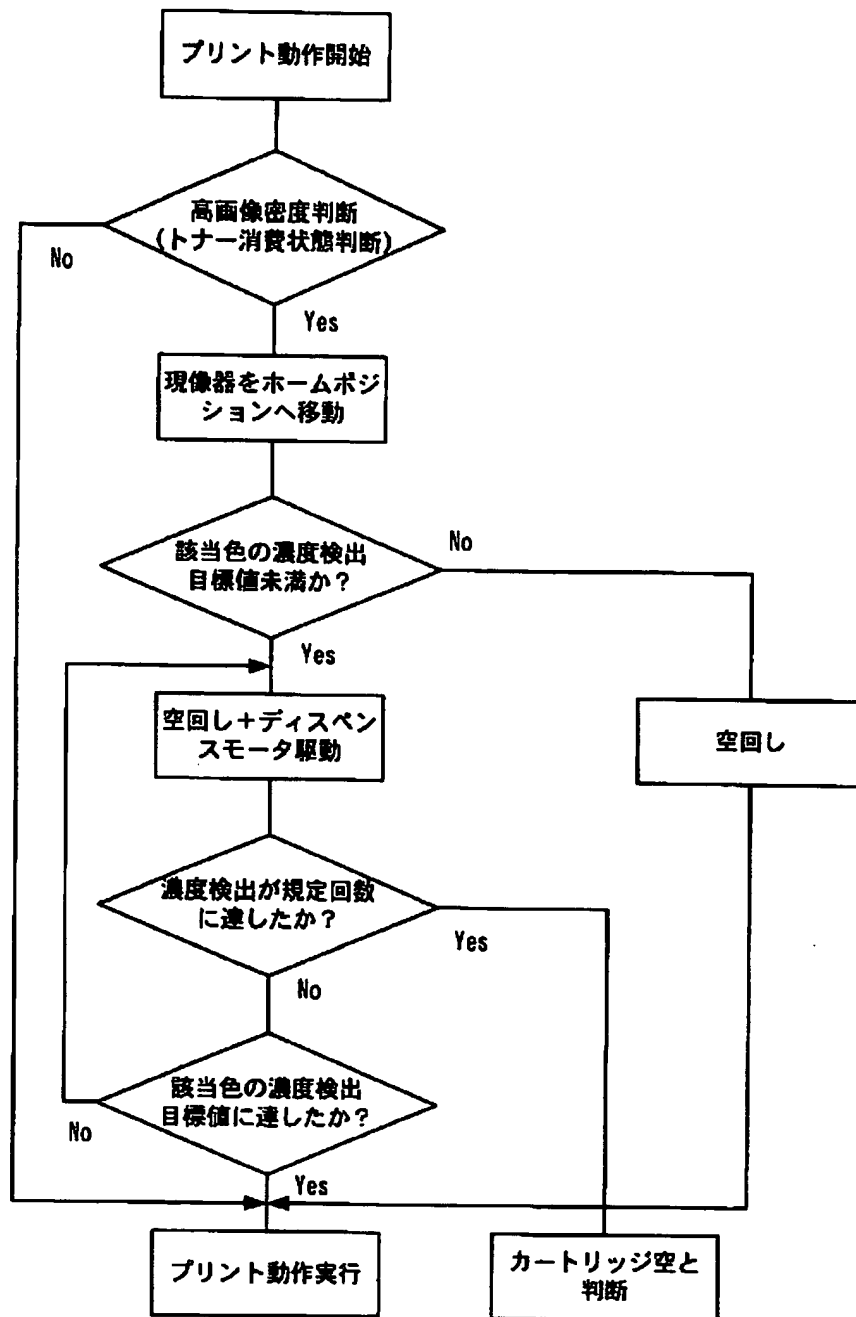 プリント動作開始
高画像密度判断
(トナー消費状態判断)
No
Yes
現像器をホームポジ
ションへ移動
該当色の濃度検出
目標値未満か？
No
Yes
空回し＋ディスペン
スモータ駆動
空回し
濃度検出が規定回数
に達したか？
Yes
No
該当色の濃度検出
目標値に達したか？
No
Yes
プリント動作実行
カートリッジ空と
判断